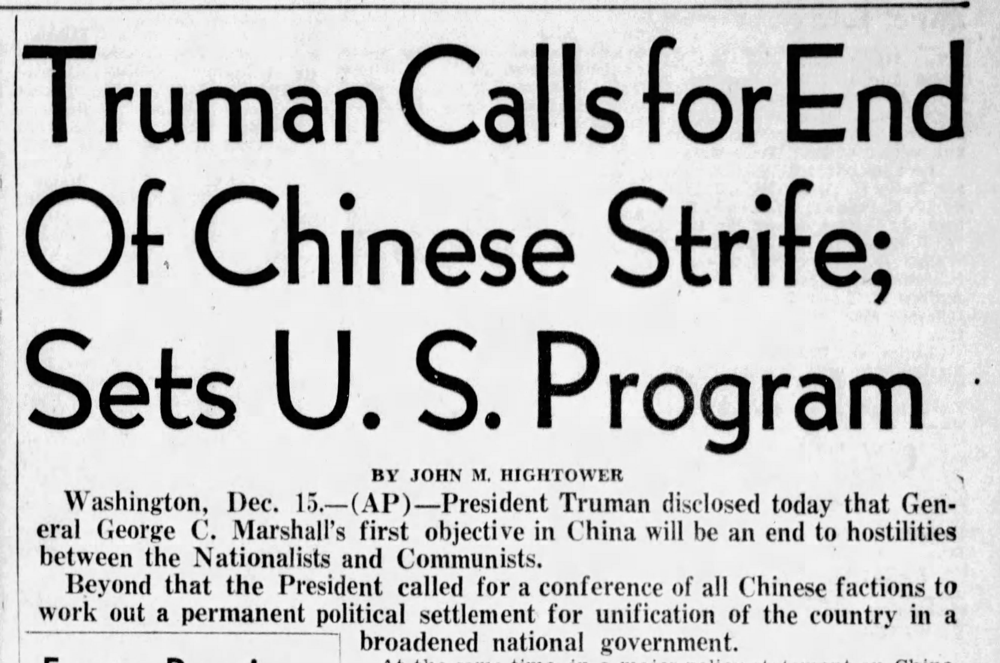 Truman Calls for End
Of Chinese Strife;
Sets U. S. Program
BY JOHN M. HIGHTOWER
Washington, Dec. 15.—(AP)—President Truman disclosed today that Gen-
eral George C. Marshall's first objective in China will be an end to hostilities
between the Nationalists and Communists.
Beyond that the President called for a conference of all Chinese factions to
work out a permanent political settlement for unification of the country in a
broadened national government.